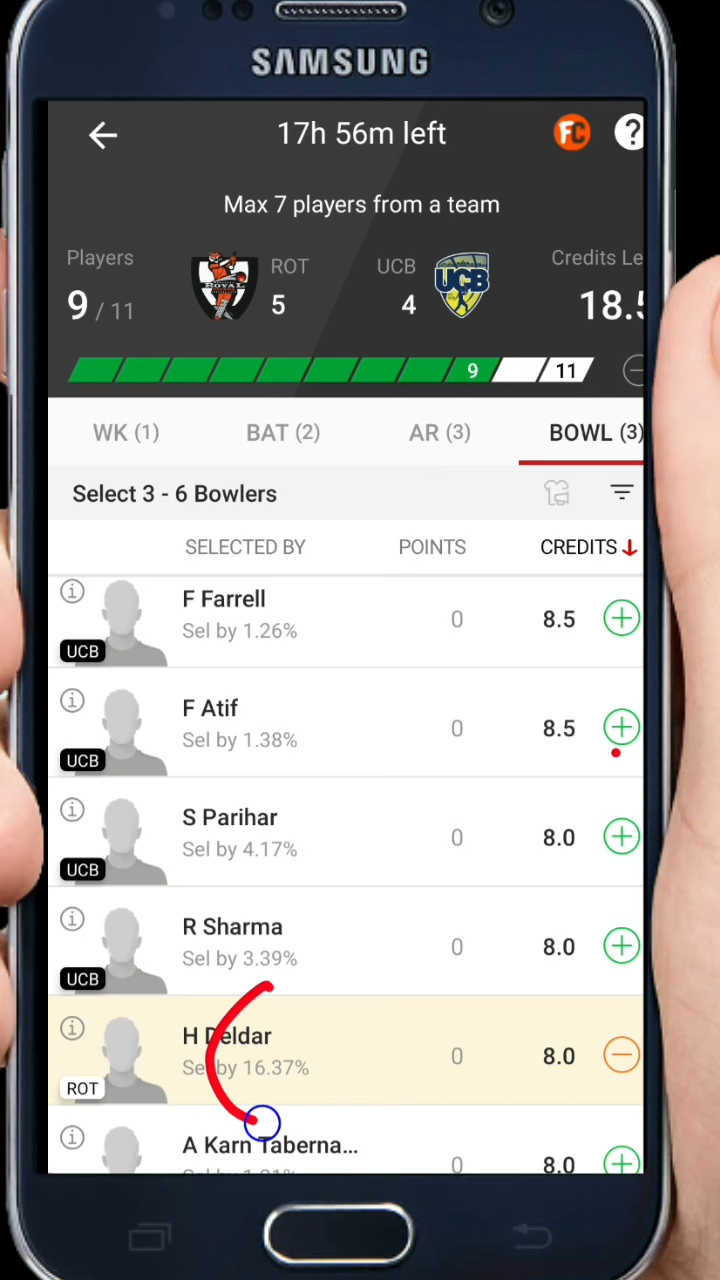 SAMSUNG
17h 56m left
FC
?
Max 7 players from a team
Players
ROT
UCB
Credits Le
9 / 11
ROYAL
5
4
UCB
18.5
9
11
WK (1)
BAT (2)
AR (3)
BOWL (3)
Select 3 - 6 Bowlers
SELECTED BY
POINTS
CREDITS
F Farrell
Sel by 1.26%
0
8.5
UCB
F Atif
Sel by 1.38%
0
8.5
UCB
S Parihar
Sel by 4.17%
0
8.0
UCB
R Sharma
Sel by 3.39%
0
8.0
UCB
H Deldar
Sel by 16.37%
0
8.0
ROT
A Karn Taberna...
0
8.0